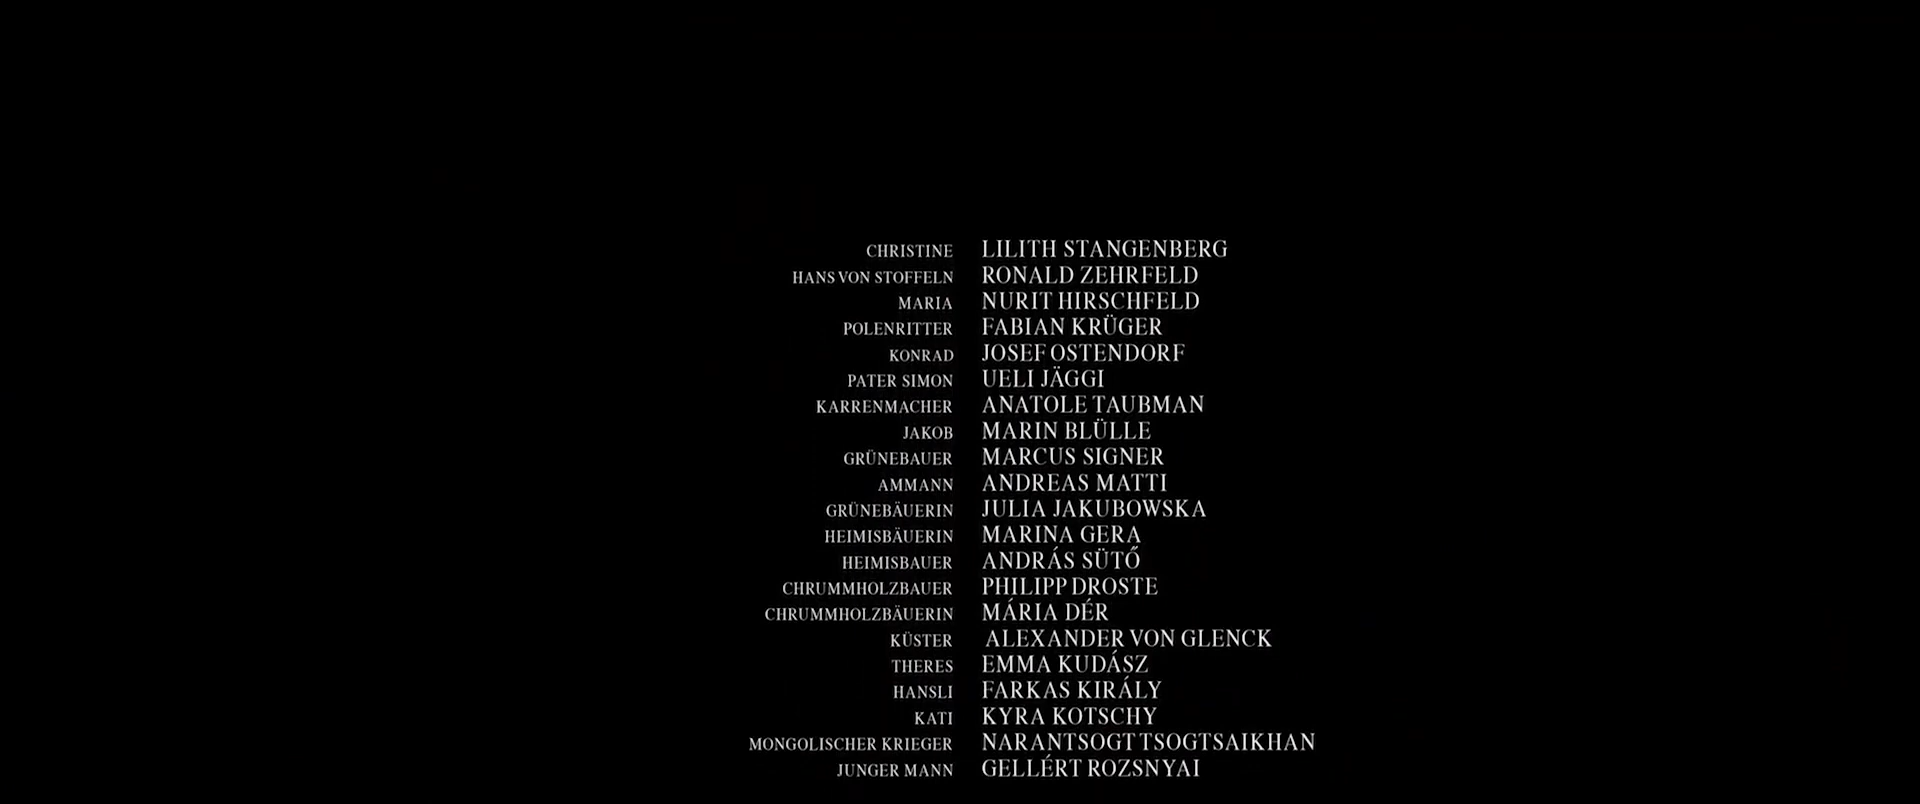 CHRISTINE LILITH STANGENBERG
HANS VON STOFFELN RONALD ZEHRFELD
MARIA NURIT HIRSCHFELD
POLENRITTER FABIAN KRÜGER
KONRAD JOSEF OSTENDORF
PATER SIMON UELI JÄGGI
KARRENMACHER ANATOLE TAUBMAN
JAKOB MARIN BLÜLLE
GRÜNEBAUER MARCUS SIGNER
AMMANN ANDREAS MATTI
GRÜNEBÄUERIN JULIA JAKUBOWSKA
HEIMISBÄUERIN MARINA GERA
HEIMISBAUER ANDRÁS SÜTŐ
CHRUMMHOLZBAUER PHILIPP DROSTE
CHRUMMHOLZBÄUERIN MÁRIA DÉR
KÜSTER ALEXANDER VON GLENCK
THERES EMMA KUDÁSZ
HANSLI FARKAS KIRÁLY
KATI KYRA KOTSCHY
MONGOLISCHER KRIEGER NARANTSOGT TSOGTSAIKHAN
JUNGER MANN GELLÉRT ROZSNYAI